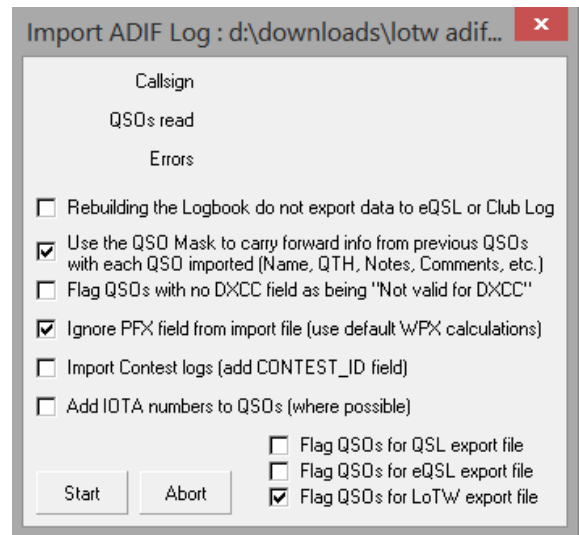 Import ADIF Log : d:\downloads\lotw adif...
x
Callsign
QSOs read
Errors
Rebuilding the Logbook do not export data to eQSL or Club Log
Use the QSO Mask to carry forward info from previous QSOs
with each QSO imported (Name, QTH, Notes, Comments, etc.)
Flag QSOs with no DXCC field as being "Not valid for DXCC"
Ignore PFX field from import file (use default WPX calculations)
Import Contest logs (add CONTEST_ID field)
Add IOTA numbers to QSOs (where possible)
Flag QSOs for QSL export file
Flag QSOs for eQSL export file
Start Abort Flag QSOs for LoTW export file